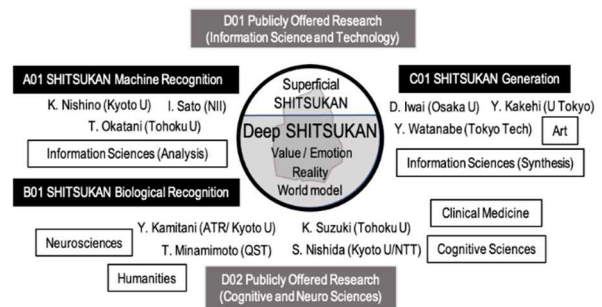 D01 Publicly Offered Research
(Information Science and Technology)
A01 SHITSUKAN Machine Recognition
K. Nishino (Kyoto U) I. Sato (NII)
T. Okatani (Tohoku U)
Information Sciences (Analysis)
Superficial
SHITSUKAN
Deep SHITSUKAN
Value / Emotion
Reality
World model
C01 SHITSUKAN Generation
D. Iwai (Osaka U) Y. Kakehi (U Tokyo)
Y. Watanabe (Tokyo Tech) Art
Information Sciences (Synthesis)
B01 SHITSUKAN Biological Recognition
Y. Kamitani (ATR/ Kyoto U) K. Suzuki (Tohoku U)
T. Minamimoto (QST) S. Nishida (Kyoto U/NTT)
Neurosciences
Humanities
Clinical Medicine
Cognitive Sciences
D02 Publicly Offered Research
(Cognitive and Neuro Sciences)